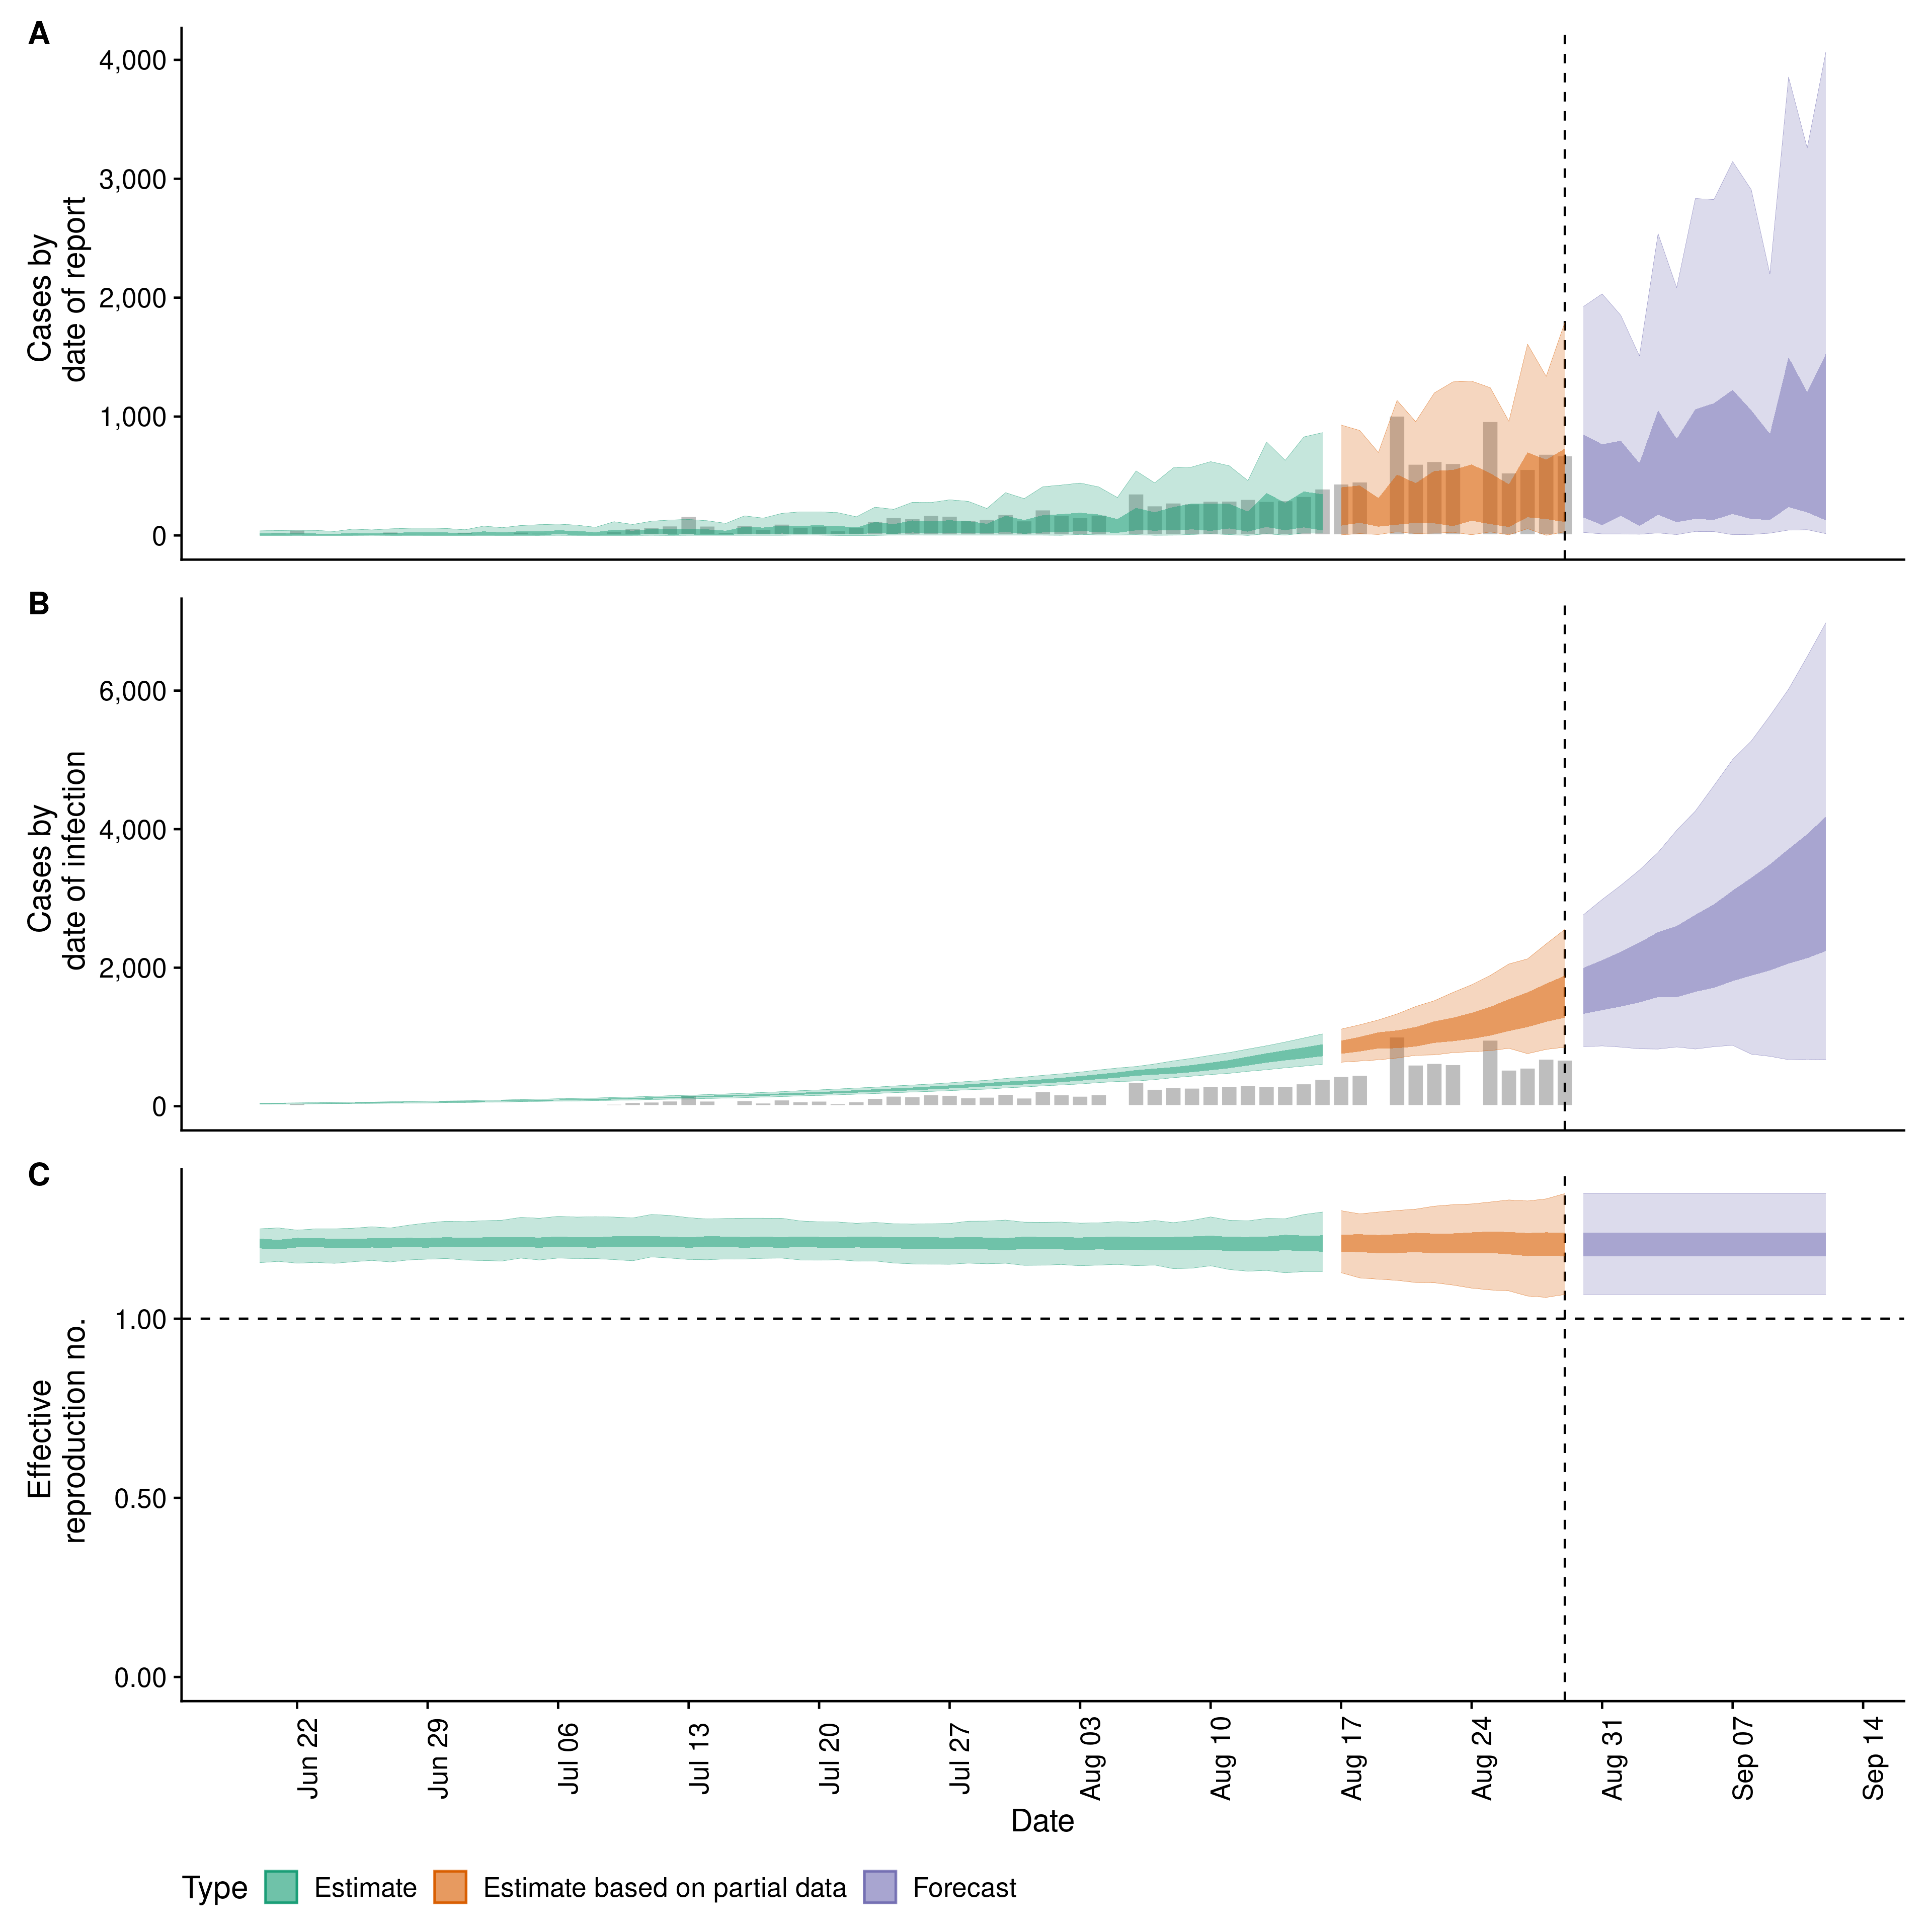 A
Cases by
date of report
4,000
3,000
2,000
1,000
0
B
Cases by
date of infection
6,000
4,000
2,000
0
C
Effective
reproduction no.
1.00
0.50
0.00
Jun 22
Jun 29
Jul 06
Jul 13
Jul 20
Jul 27
Aug 03
Aug 10
Aug 17
Aug 24
Aug 31
Sep 07
Sep 14
Date
Type Estimate Estimate based on partial data Forecast